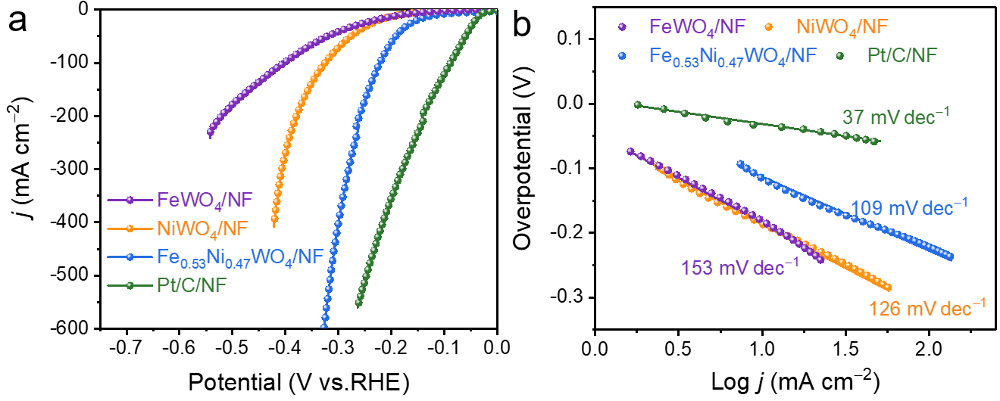 a
0
-100
-200
-300
-400
-500
-600
j (mA cm⁻²)
FeWO₄/NF
NiWO₄/NF
Fe₀.₅₃Ni₀.₄₇WO₄/NF
Pt/C/NF
-0.7 -0.6 -0.5 -0.4 -0.3 -0.2 -0.1 0.0
Potential (V vs.RHE)
b
FeWO₄/NF NiWO₄/NF
Fe₀.₅₃Ni₀.₄₇WO₄/NF Pt/C/NF
0.1
0.0
-0.1
-0.2
-0.3
Overpotential (V)
37 mV dec⁻¹
109 mV dec⁻¹
153 mV dec⁻¹
126 mV dec⁻¹
0.0 0.5 1.0 1.5 2.0
Log j (mA cm⁻²)